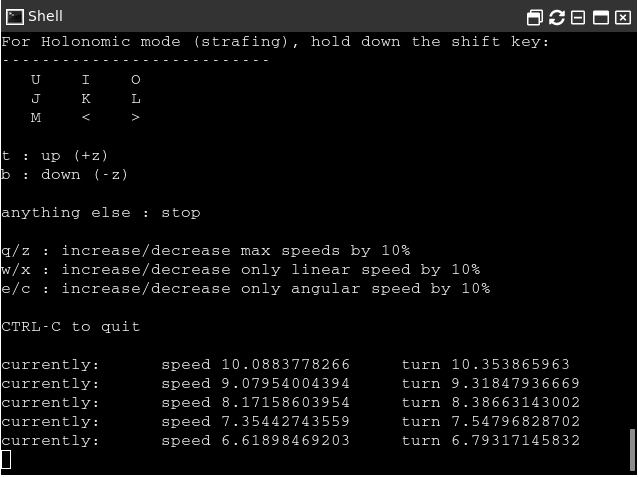 Shell
For Holonomic mode (strafing), hold down the shift key:
---------------------------
U I O
J K L
M < >
t : up (+z)
b : down (-z)
anything else : stop
q/z : increase/decrease max speeds by 10%
w/x : increase/decrease only linear speed by 10%
e/c : increase/decrease only angular speed by 10%
CTRL-C to quit
currently: speed 10.0883778266 turn 10.353865963
currently: speed 9.07954004394 turn 9.31847936669
currently: speed 8.17158603954 turn 8.38663143002
currently: speed 7.35442743559 turn 7.54796828702
currently: speed 6.61898469203 turn 6.79317145832